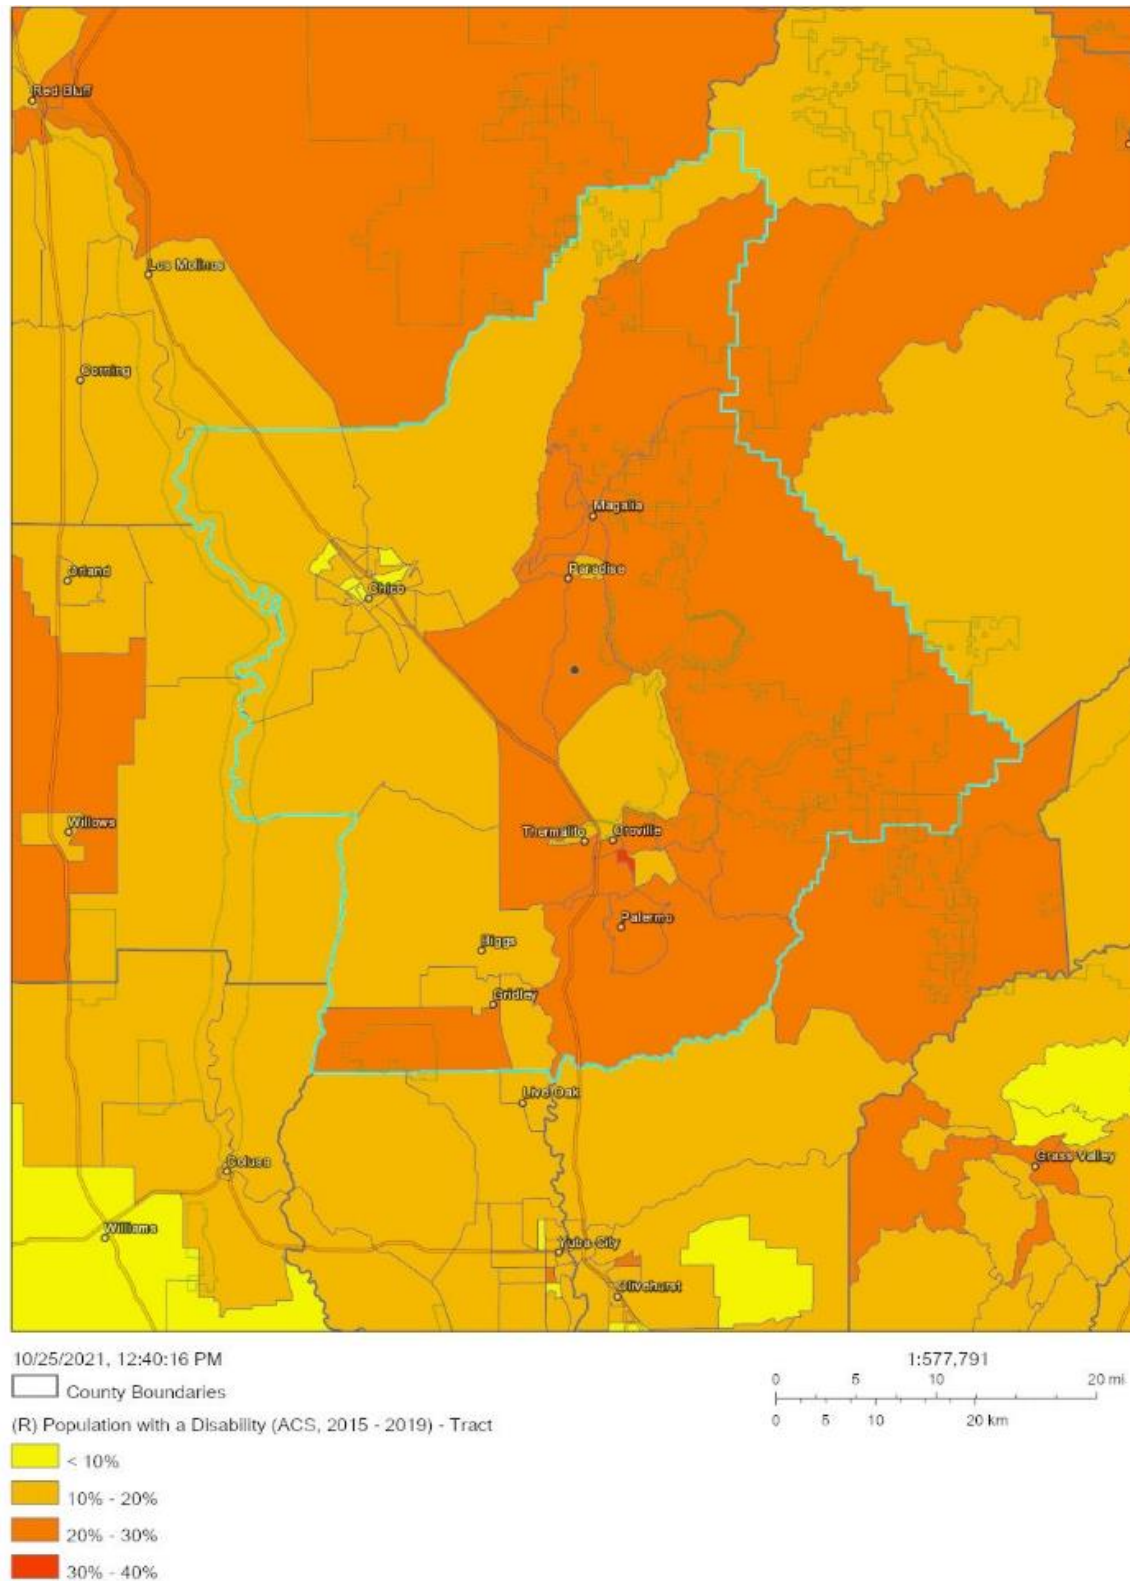 Red Bluff
Los Molinos
Corning
Magalia
Orland
Paradise
Chico
Willows
Thermalito
Oroville
Palermo
Biggs
Gridley
Live Oak
Colusa
Grass Valley
Williams
Yuba City
Olivehurst
10/25/2021, 12:40:16 PM
1:577,791
0 5 10 20 mi
County Boundaries
0 5 10 20 km
(R) Population with a Disability (ACS, 2015 - 2019) - Tract
< 10%
10% - 20%
20% - 30%
30% - 40%